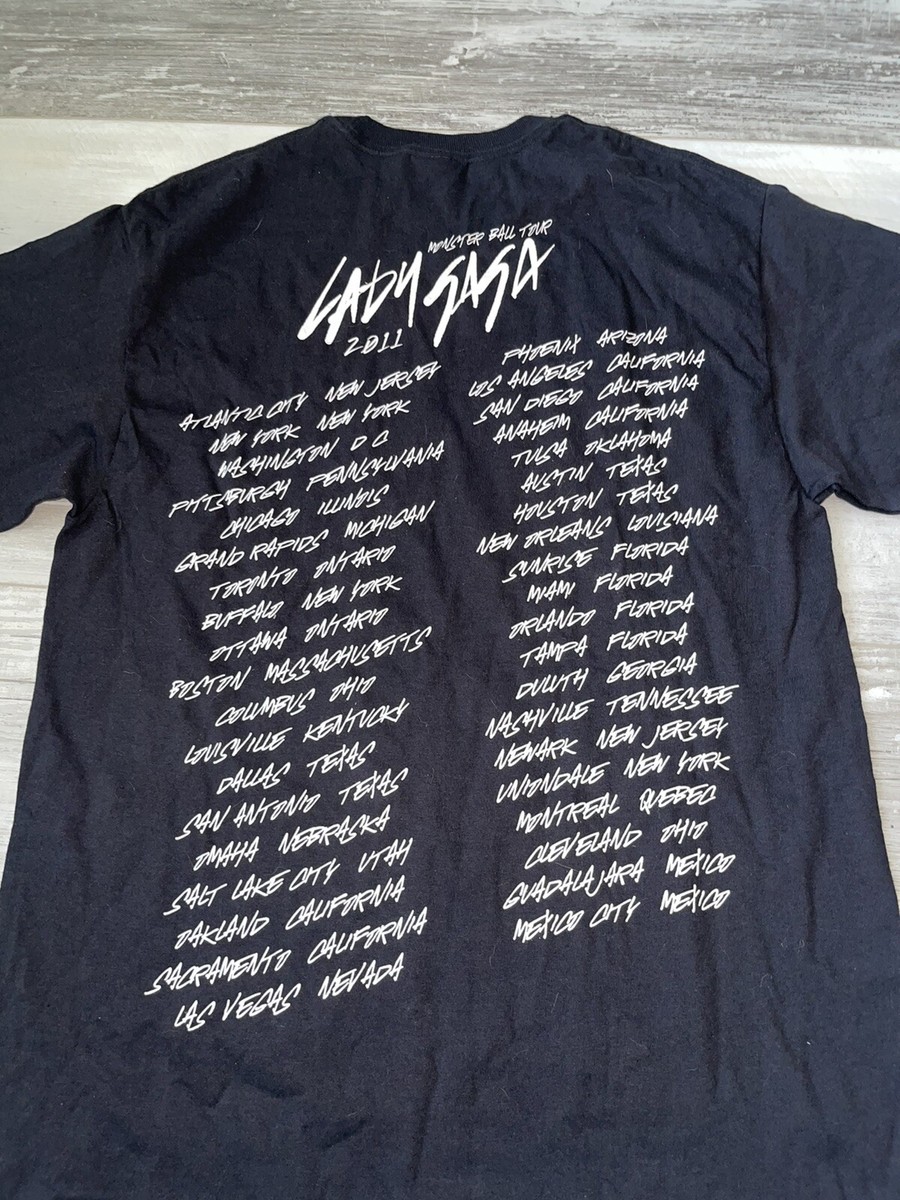 MONSTER BALL TOUR
LADY GAGA
2011
ATLANTIC CITY NEW JERSEY
NEW YORK NEW YORK
WASHINGTON D C
PITTSBURGH PENNSYLVANIA
CHICAGO ILLINOIS
GRAND RAPIDS MICHIGAN
TORONTO ONTARIO
BUFFALO NEW YORK
OTTAWA ONTARIO
BOSTON MASSACHUSETTS
COLUMBUS OHIO
LOUISVILLE KENTUCKY
DALLAS TEXAS
SAN ANTONIO TEXAS
OMAHA NEBRASKA
SALT LAKE CITY UTAH
OAKLAND CALIFORNIA
SACRAMENTO CALIFORNIA
LAS VEGAS NEVADA
PHOENIX ARIZONA
LOS ANGELES CALIFORNIA
SAN DIEGO CALIFORNIA
ANAHEIM CALIFORNIA
TULSA OKLAHOMA
AUSTIN TEXAS
HOUSTON TEXAS
NEW ORLEANS LOUISIANA
SUNRISE FLORIDA
MIAMI FLORIDA
ORLANDO FLORIDA
TAMPA FLORIDA
DULUTH GEORGIA
NASHVILLE TENNESSEE
NEWARK NEW JERSEY
UNIONDALE NEW YORK
MONTREAL QUEBEC
CLEVELAND OHIO
GUADALAJARA MEXICO
MEXICO CITY MEXICO